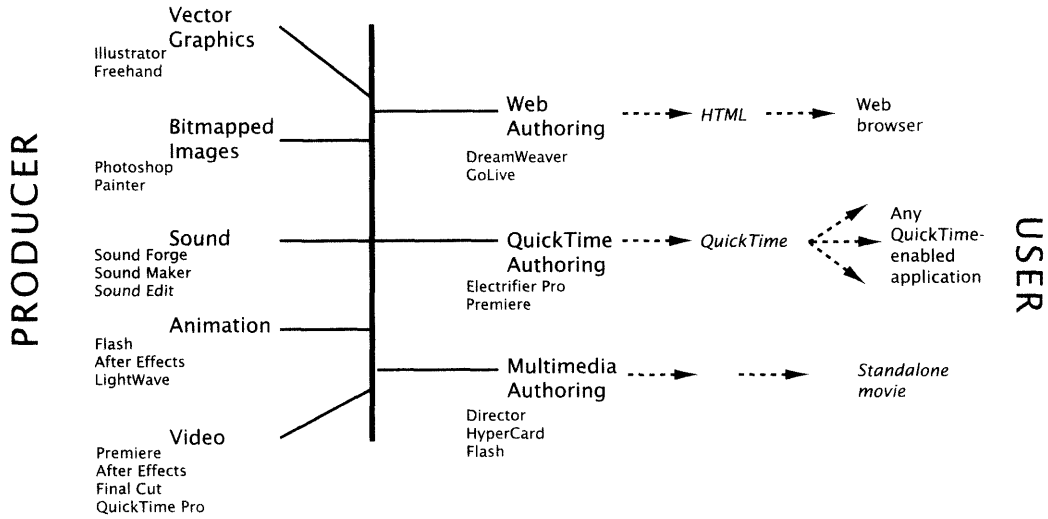 PRODUCER
Vector
Graphics
Illustrator
Freehand
Bitmapped
Images
Photoshop
Painter
Sound
Sound Forge
Sound Maker
Sound Edit
Animation
Flash
After Effects
LightWave
Video
Premiere
After Effects
Final Cut
QuickTime Pro
Web
Authoring
DreamWeaver
GoLive
HTML
Web
browser
QuickTime
Authoring
Electrifier Pro
Premiere
QuickTime
Any
QuickTime-
enabled
application
Multimedia
Authoring
Director
HyperCard
Flash
Standalone
movie
USER